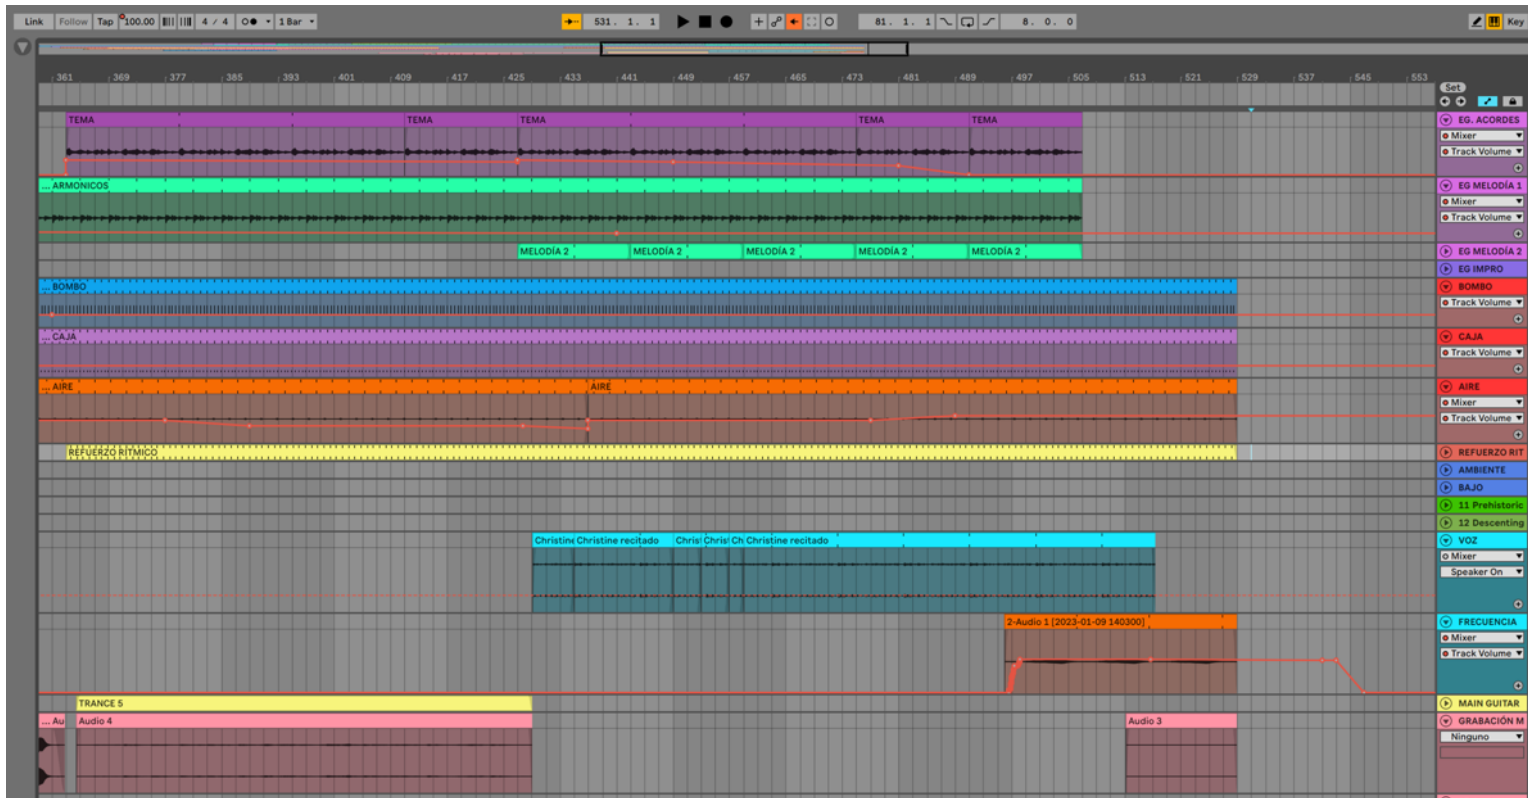 Link Follow Tap 100.00 4 / 4 1 Bar 531. 1. 1 81. 1. 1 8. 0. 0 Key
361 369 377 385 393 401 409 417 425 433 441 449 457 465 473 481 489 497 505 513 521 529 537 545 553
Set
TEMA TEMA TEMA TEMA TEMA EG. ACORDES
Mixer
Track Volume
... ARMONICOS EG MELODÍA 1
Mixer
Track Volume
MELODÍA 2 MELODÍA 2 MELODÍA 2 MELODÍA 2 MELODÍA 2 EG MELODÍA 2
EG IMPRO
... BOMBO BOMBO
Track Volume
... CAJA CAJA
Track Volume
... AIRE AIRE AIRE
Mixer
Track Volume
REFUERZO RÍTMICO REFUERZO RIT
AMBIENTE
BAJO
11 Prehistoric
12 Descenting
Christine Christine recitado Christ Christ Ch Christine recitado VOZ
Mixer
Speaker On
2-Audio 1 [2023-01-09 140300] FRECUENCIA
Mixer
Track Volume
TRANCE 5 MAIN GUITAR
... Au Audio 4 Audio 3 GRABACIÓN M
Ninguno